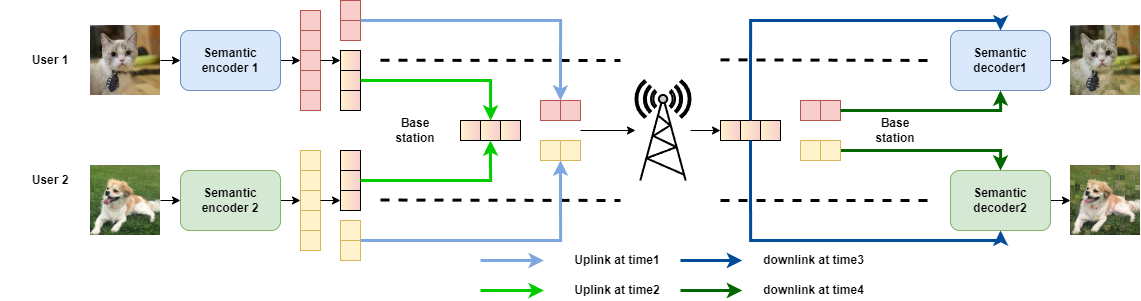 User 1
Semantic
encoder 1
Base
station
Base
station
Semantic
decoder1
User 2
Semantic
encoder 2
Semantic
decoder2
Uplink at time1
downlink at time3
Uplink at time2
downlink at time4